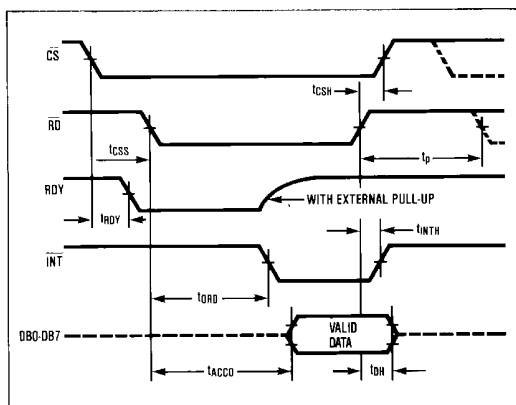 CS
tCSH
RD
tCSS
tp
RDY
WITH EXTERNAL PULL-UP
tRDY
tINTH
INT
tCRD
DB0-DB7
VALID
DATA
tACC0
tDH